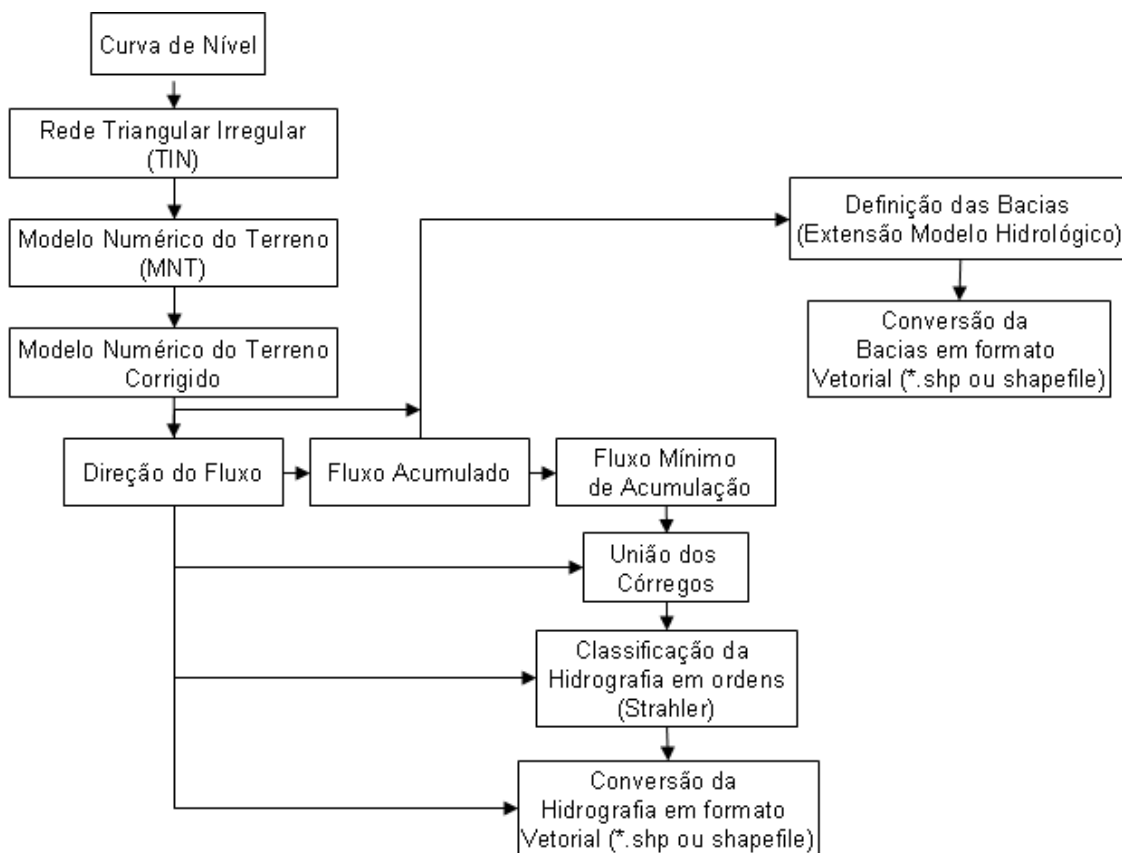 Curva de Nível
Rede Triangular Irregular
(TIN)
Modelo Numérico do Terreno
(MNT)
Modelo Numérico do Terreno
Corrigido
Direção do Fluxo
Fluxo Acumulado
Fluxo Mínimo
de Acumulação
União dos
Córregos
Classificação da
Hidrografia em ordens
(Strahler)
Conversão da
Hidrografia em formato
Vetorial (*.shp ou shapefile)
Definição das Bacias
(Extensão Modelo Hidrológico)
Conversão da
Bacias em formato
Vetorial (*.shp ou shapefile)